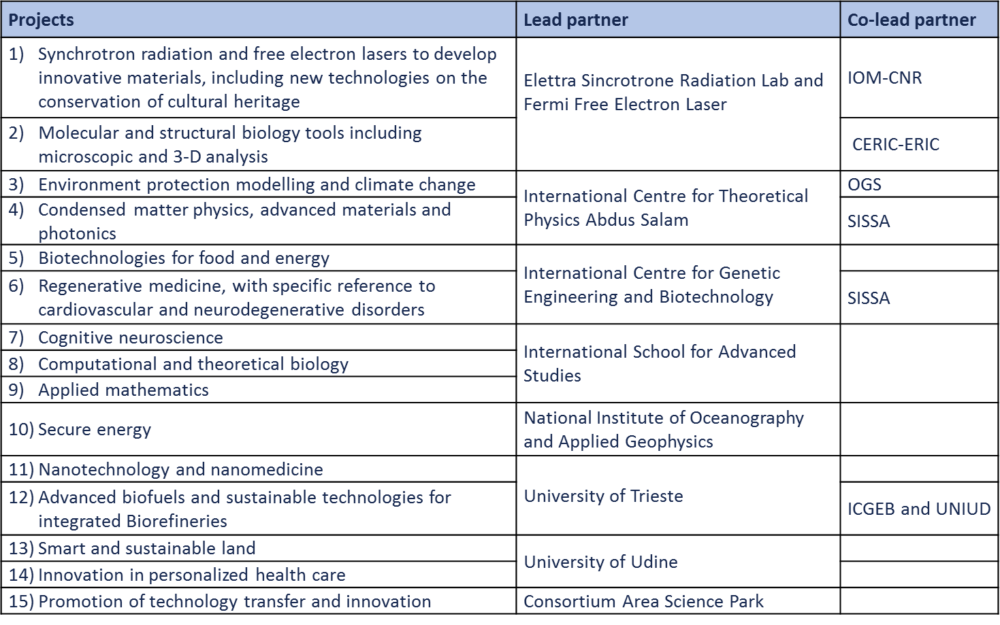 Projects
Lead partner
Co-lead partner
1) Synchrotron radiation and free electron lasers to develop
innovative materials, including new technologies on the
conservation of cultural heritage
Elettra Sincrotrone Radiation Lab and
Fermi Free Electron Laser
IOM-CNR
2) Molecular and structural biology tools including
microscopic and 3-D analysis
CERIC-ERIC
3) Environment protection modelling and climate change
International Centre for Theoretical
Physics Abdus Salam
OGS
4) Condensed matter physics, advanced materials and
photonics
SISSA
5) Biotechnologies for food and energy
International Centre for Genetic
Engineering and Biotechnology
6) Regenerative medicine, with specific reference to
cardiovascular and neurodegenerative disorders
SISSA
7) Cognitive neuroscience
International School for Advanced
Studies
8) Computational and theoretical biology
9) Applied mathematics
10) Secure energy
National Institute of Oceanography
and Applied Geophysics
11) Nanotechnology and nanomedicine
University of Trieste
12) Advanced biofuels and sustainable technologies for
integrated Biorefineries
ICGEB and UNIUD
13) Smart and sustainable land
University of Udine
14) Innovation in personalized health care
15) Promotion of technology transfer and innovation
Consortium Area Science Park